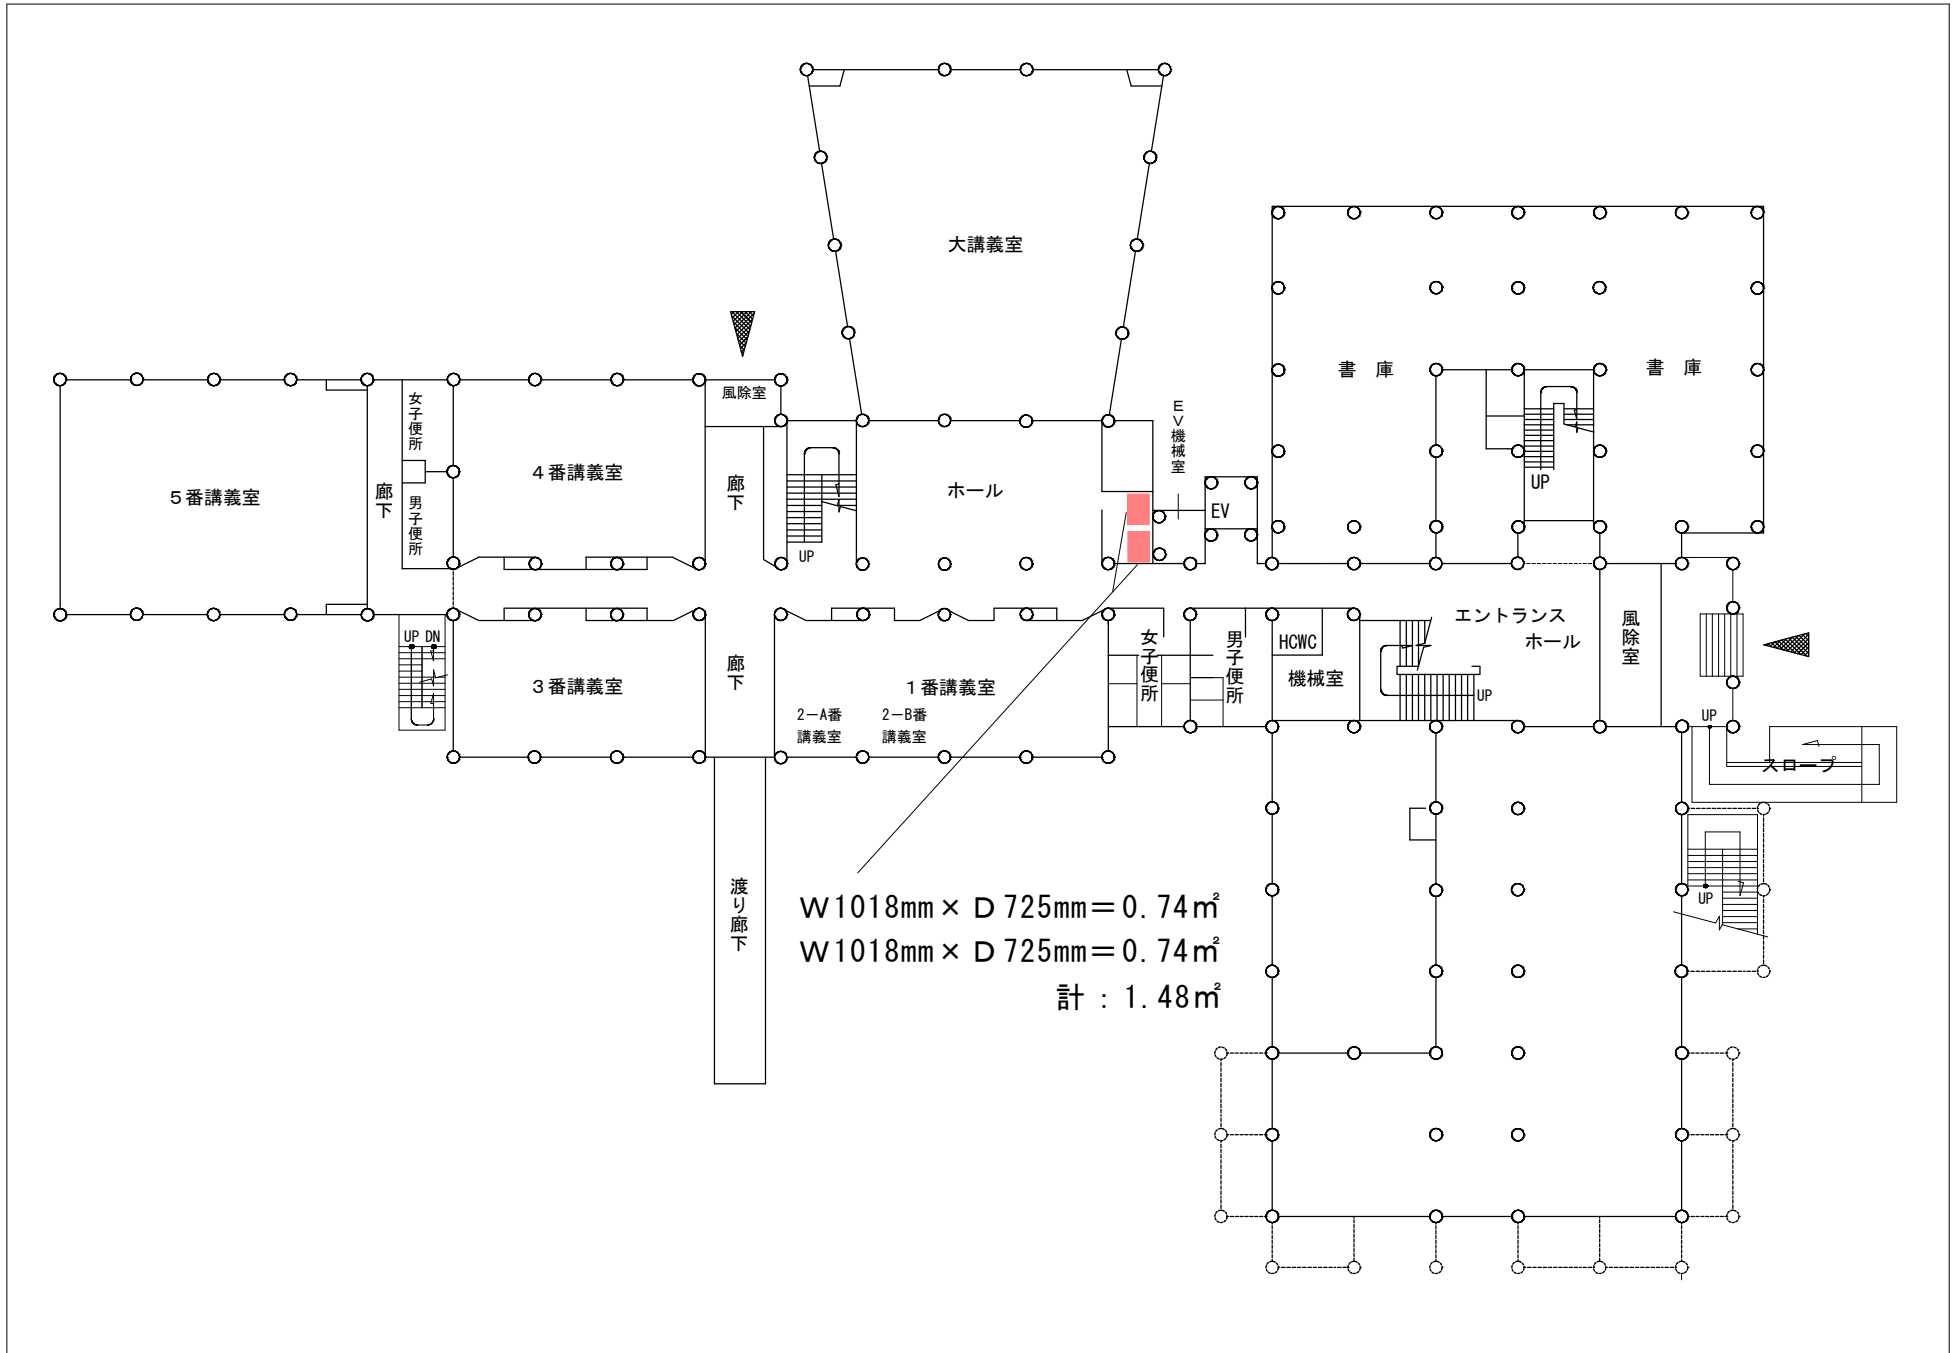 大講義室
書 庫
書 庫
風除室
EV機械室
女子便所
4番講義室
廊下
ホール
EV
UP
5番講義室
廊下
男子便所
UP
UP DN
3番講義室
廊下
1番講義室
2-A番
講義室
2-B番
講義室
女子便所
男子便所
HCWC
機械室
エントランス
ホール
風除室
UP
UP
スロープ
UP
渡り廊下
W1018mm×D725mm=0.74㎡
W1018mm×D725mm=0.74㎡
計:1.48㎡